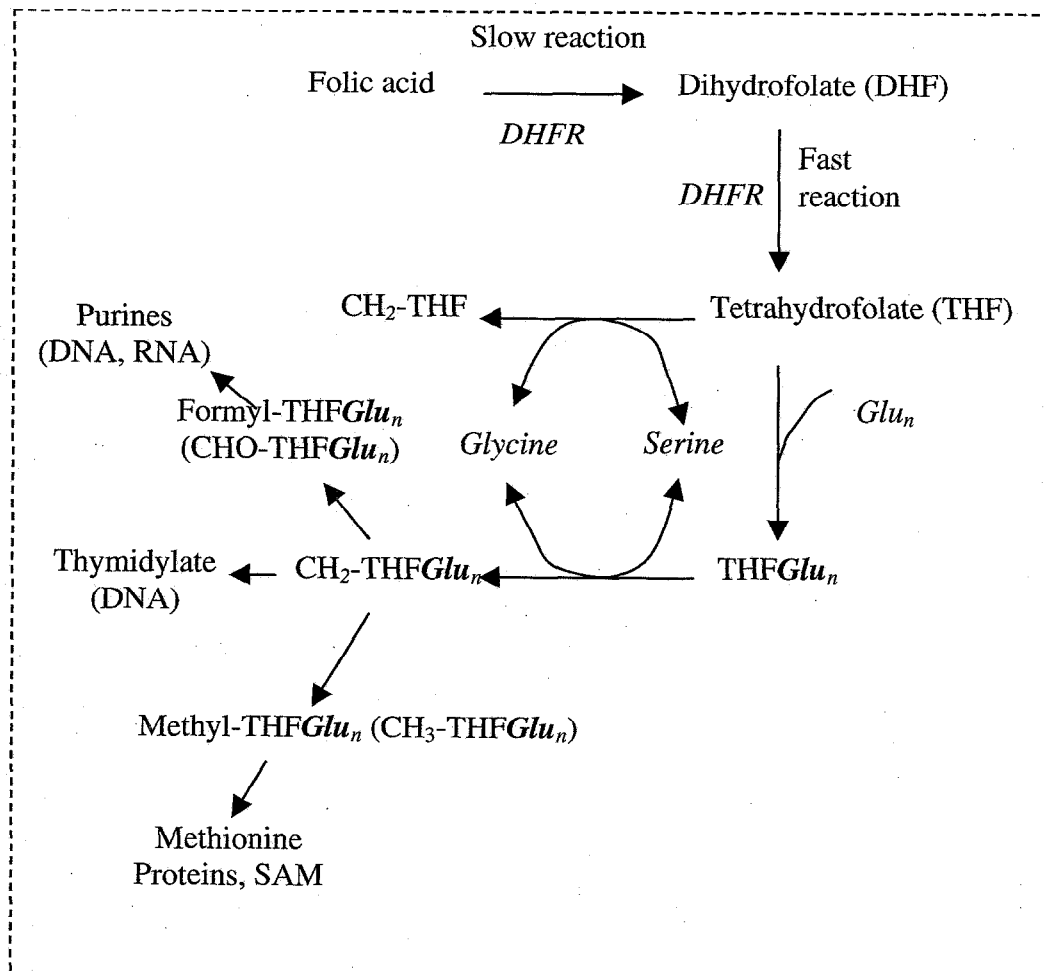 Slow reaction
Folic acid
Dihydrofolate (DHF)
DHFR
Fast
reaction
DHFR
CH₂-THF
Tetrahydrofolate (THF)
Purines
(DNA, RNA)
Formyl-THFGluₙ
(CHO-THFGluₙ)
Glycine
Serine
Gluₙ
Thymidylate
(DNA)
CH₂-THFGluₙ
THFGluₙ
Methyl-THFGluₙ (CH₃-THFGluₙ)
Methionine
Proteins, SAM